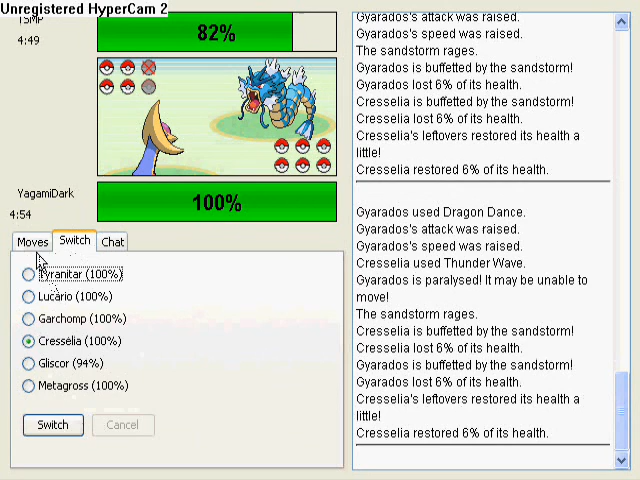 Unregistered HyperCam 2
TSMP
4:49
82%
YagamiDark
4:54
100%
Moves
Switch
Chat
Tyranitar (100%)
Lucario (100%)
Garchomp (100%)
Cresselia (100%)
Gliscor (94%)
Metagross (100%)
Switch
Cancel
Gyarados's attack was raised.
Gyarados's speed was raised.
The sandstorm rages.
Gyarados is buffetted by the sandstorm!
Gyarados lost 6% of its health.
Cresselia is buffetted by the sandstorm!
Cresselia lost 6% of its health.
Cresselia's leftovers restored its health a
little!
Cresselia restored 6% of its health.
Gyarados used Dragon Dance.
Gyarados's attack was raised.
Gyarados's speed was raised.
Cresselia used Thunder Wave.
Gyarados is paralysed! It may be unable to
move!
The sandstorm rages.
Cresselia is buffetted by the sandstorm!
Cresselia lost 6% of its health.
Gyarados is buffetted by the sandstorm!
Gyarados lost 6% of its health.
Cresselia's leftovers restored its health a
little!
Cresselia restored 6% of its health.